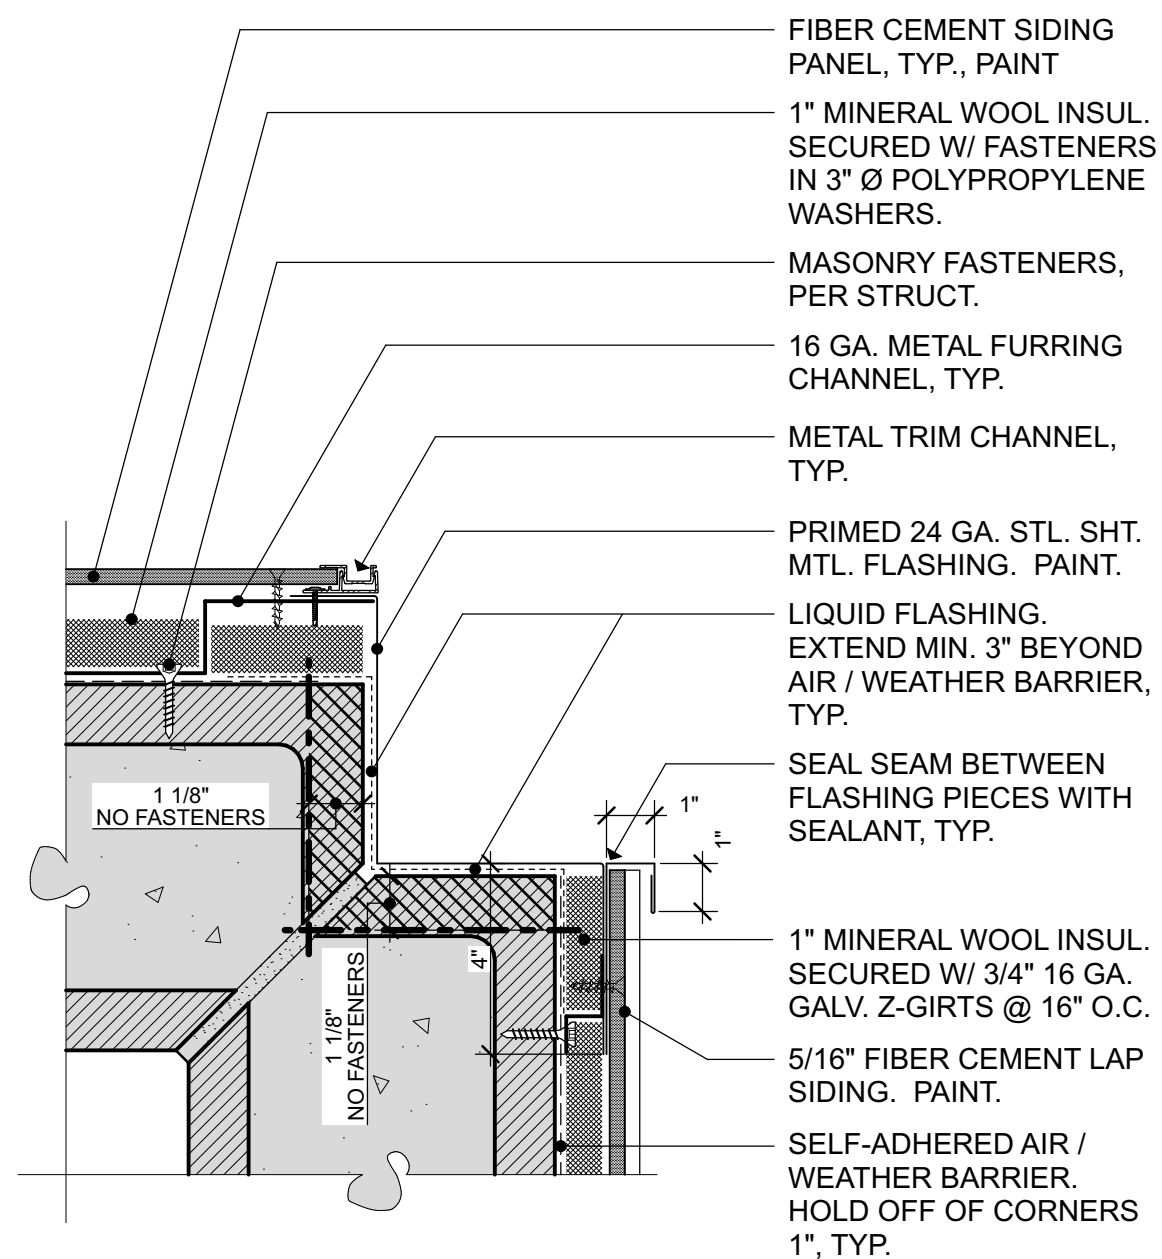 FIBER CEMENT SIDING
PANEL, TYP., PAINT
1" MINERAL WOOL INSUL.
SECURED W/ FASTENERS
IN 3" Ø POLYPROPYLENE
WASHERS.
MASONRY FASTENERS,
PER STRUCT.
16 GA. METAL FURRING
CHANNEL, TYP.
METAL TRIM CHANNEL,
TYP.
PRIMED 24 GA. STL. SHT.
MTL. FLASHING. PAINT.
LIQUID FLASHING.
EXTEND MIN. 3" BEYOND
AIR / WEATHER BARRIER,
TYP.
SEAL SEAM BETWEEN
FLASHING PIECES WITH
SEALANT, TYP.
1" MINERAL WOOL INSUL.
SECURED W/ 3/4" 16 GA.
GALV. Z-GIRTS @ 16" O.C.
5/16" FIBER CEMENT LAP
SIDING. PAINT.
SELF-ADHERED AIR /
WEATHER BARRIER.
HOLD OFF OF CORNERS
1", TYP.
1 1/8"
NO FASTENERS
1 1/8"
NO FASTENERS
4"
1"
1"